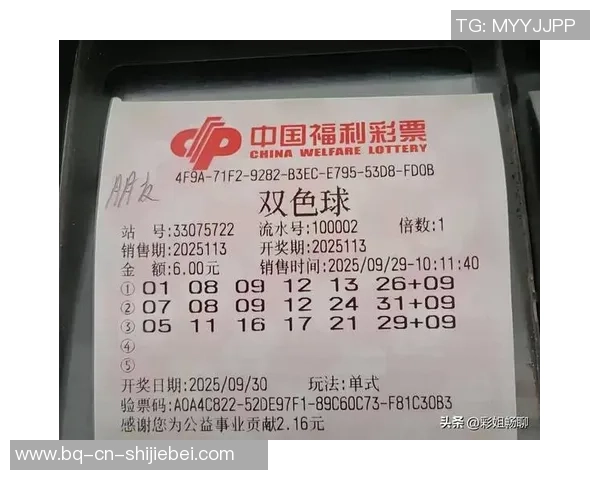 TG: MYYJJPP
中国福利彩票
CHINA WELFARE LOTTERY
4F9A-71F2-9282-B3EC-E795-53D8-FD0B
朋友
双色球
站 号:33075722 流水号:100002 倍数:1
销售期:2025113 开奖期:2025113
金 额:6.00元 销售时间:2025/09/29-10:11:40
① 01 08 09 12 13 26+09
② 07 08 09 12 24 31+09
③ 05 11 16 17 21 29+09
④
⑤
开奖日期:2025/09/30 玩法:单式
验票码:A0A4C822-52DE97F1-89C60C73-F81C30B3
感谢您为公益事业贡献2.16元
头条 @彩姐畅聊
www.bq-cn-shijiebei.com